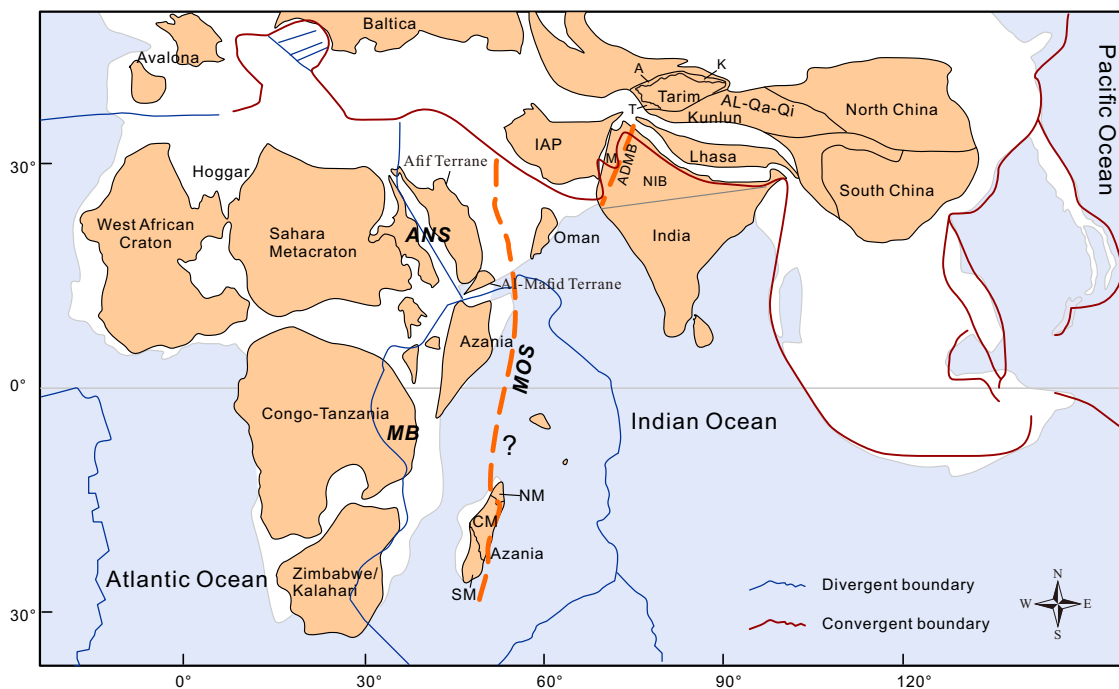 Baltica
Avalona
Pacific Ocean
A
K
Tarim
T
AL-Qa-Qi
Kunlun
North China
IAP
30°
Hoggar
Afif Terrane
M
ADMB
NIB
Lhasa
South China
West African
Craton
Sahara
Metacraton
ANS
Oman
India
Al-Mafid Terrane
Azania
MOS
0°
Congo-Tanzania
MB
Indian Ocean
?
NM
CM
Azania
SM
Atlantic Ocean
Zimbabwe/
Kalahari
Divergent boundary
Convergent boundary
N
W
E
S
30°
0°
30°
60°
90°
120°